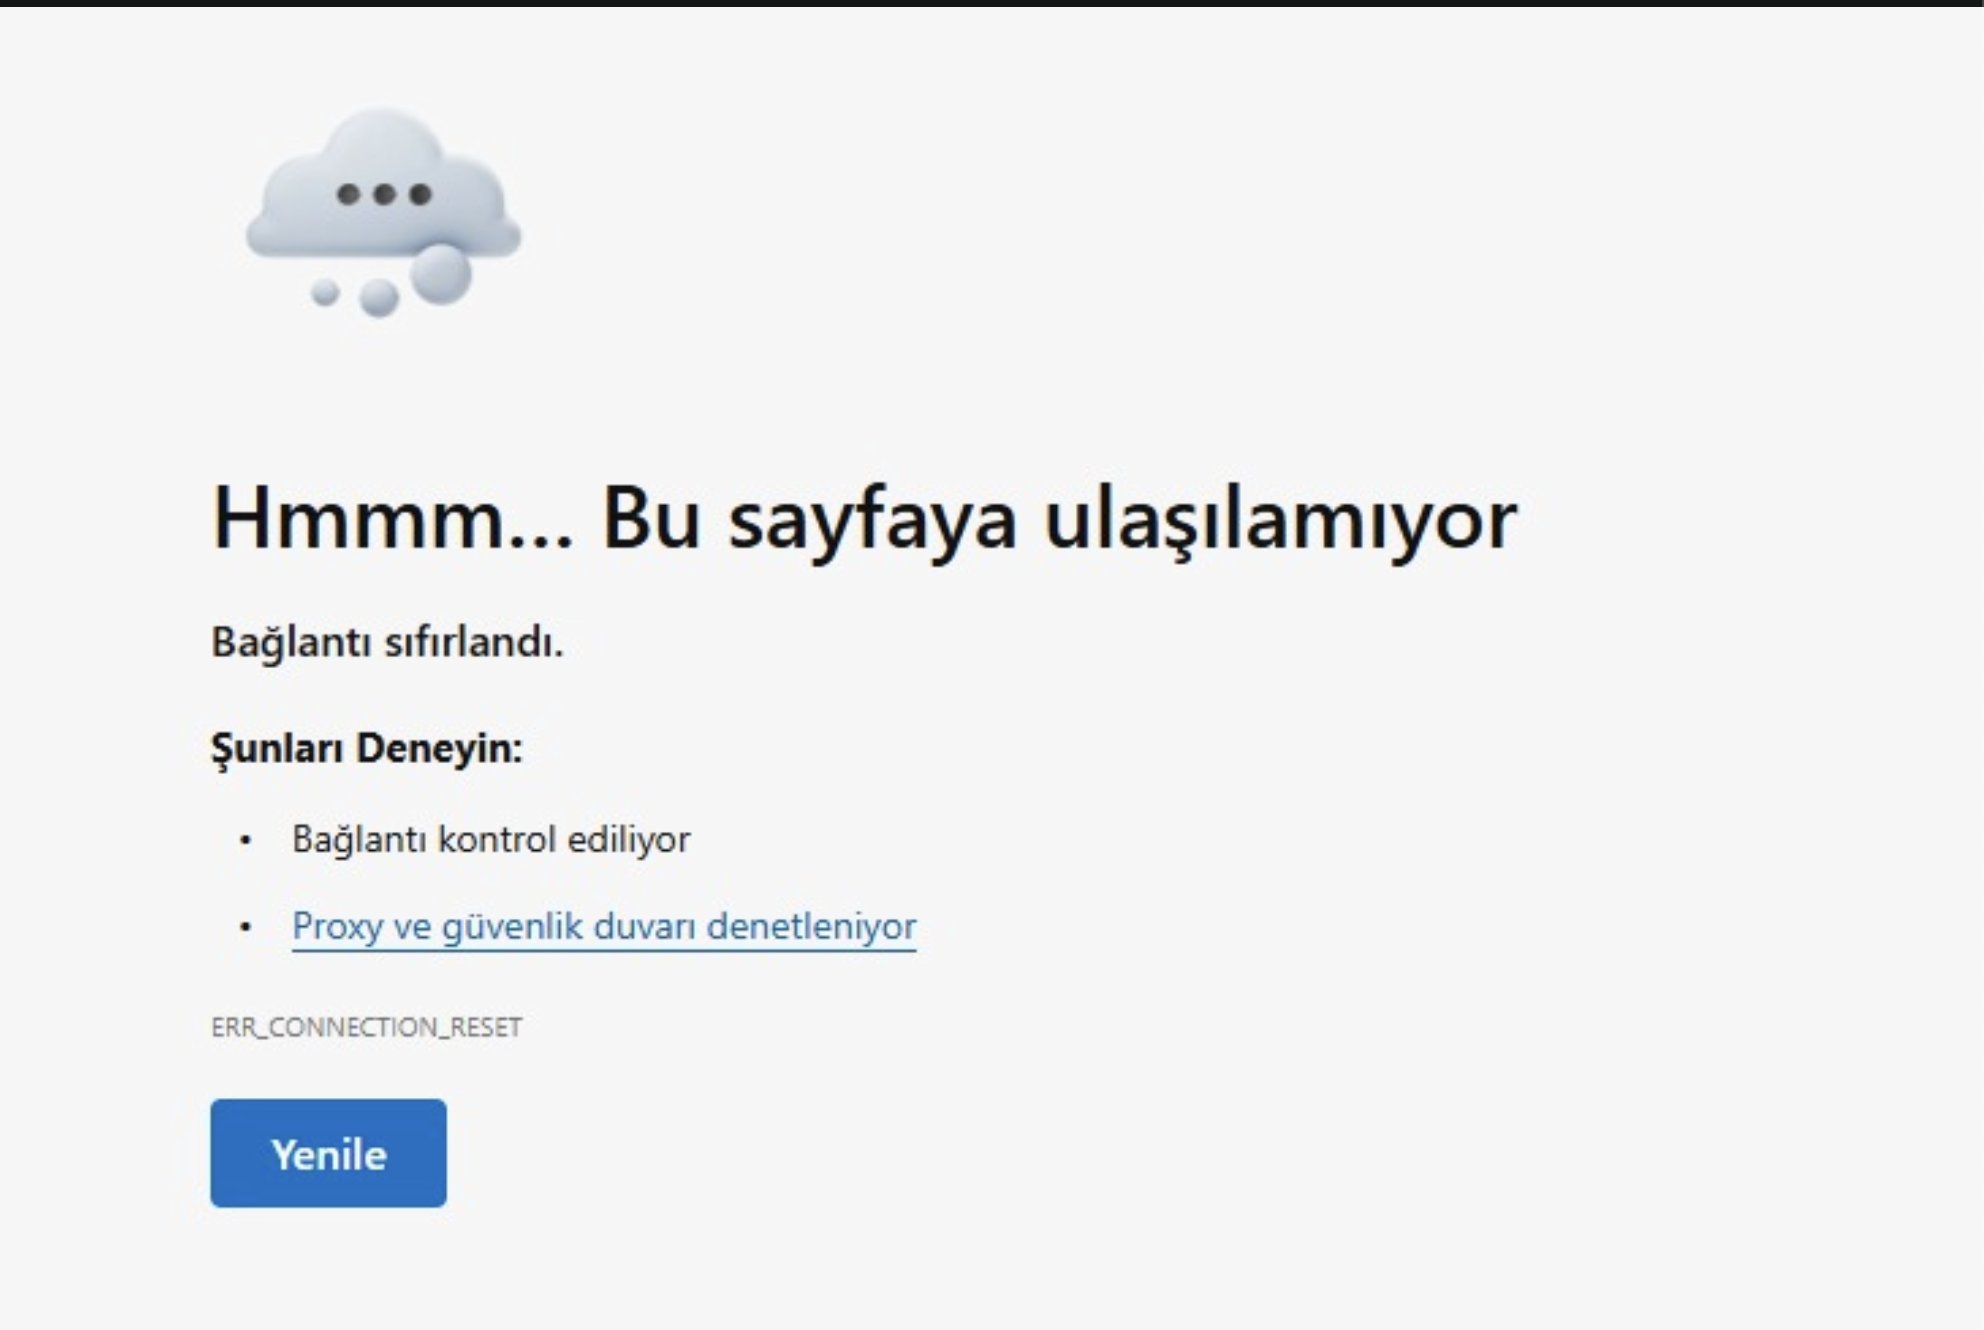 Hmmm... Bu sayfaya ulaşılamıyor
Bağlantı sıfırlandı.
Şunları Deneyin:
• Bağlantı kontrol ediliyor
• Proxy ve güvenlik duvarı denetleniyor
ERR_CONNECTION_RESET
Yenile